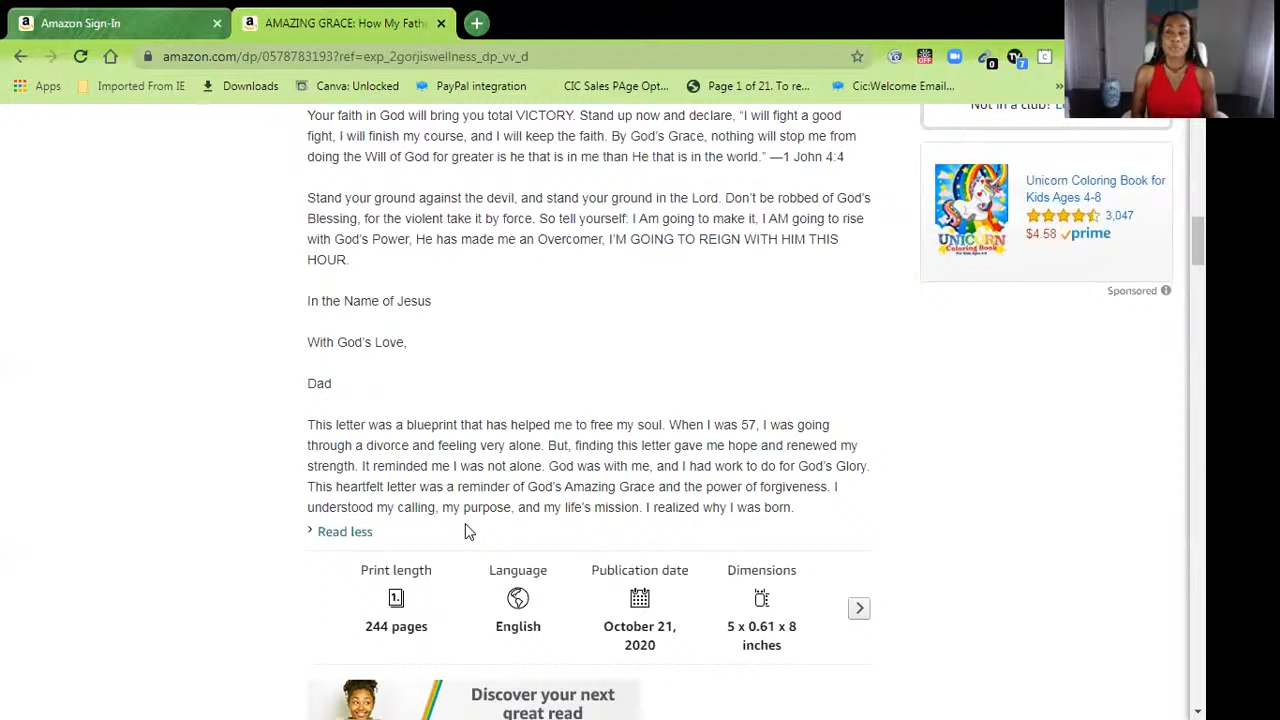 Amazon Sign-In
AMAZING GRACE: How My Fathe
amazon.com/dp/0578783193?ref=exp_2gorjiswellness_dp_vv_d
OFF
0
7
C
Apps
Imported From IE
Downloads
Canva: Unlocked
PayPal integration
CIC Sales PAge Opt...
Page 1 of 21. To re...
Cic:Welcome Email...
»
Not in a club?
Your faith in God will bring you total VICTORY. Stand up now and declare, “I will fight a good
fight, I will finish my course, and I will keep the faith. By God’s Grace, nothing will stop me from
doing the Will of God for greater is he that is in me than He that is in the world.” —1 John 4:4
Stand your ground against the devil, and stand your ground in the Lord. Don’t be robbed of God’s
Blessing, for the violent take it by force. So tell yourself: I Am going to make it, I AM going to rise
with God’s Power, He has made me an Overcomer, I’M GOING TO REIGN WITH HIM THIS
HOUR.
In the Name of Jesus
With God’s Love,
Dad
This letter was a blueprint that has helped me to free my soul. When I was 57, I was going
through a divorce and feeling very alone. But, finding this letter gave me hope and renewed my
strength. It reminded me I was not alone. God was with me, and I had work to do for God’s Glory.
This heartfelt letter was a reminder of God’s Amazing Grace and the power of forgiveness. I
understood my calling, my purpose, and my life’s mission. I realized why I was born.
Read less
Print length
1.
244 pages
Language
English
Publication date
October 21,
2020
Dimensions
5 x 0.61 x 8
inches
Discover your next
great read
UNICORN
Coloring Book
Unicorn Coloring Book for
Kids Ages 4-8
3,047
$4.58 prime
Sponsored